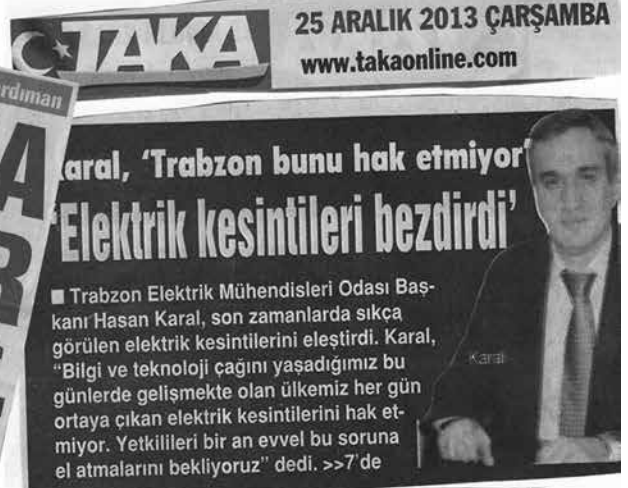 TAKA
25 ARALIK 2013 ÇARŞAMBA
www.takaonline.com
rdıman
A
R
aral, ‘Trabzon bunu hak etmiyor’
‘Elektrik kesintileri bezdirdi’
■ Trabzon Elektrik Mühendisleri Odası Baş-
kanı Hasan Karal, son zamanlarda sıkça
görülen elektrik kesintilerini eleştirdi. Karal,
“Bilgi ve teknoloji çağını yaşadığımız bu
günlerde gelişmekte olan ülkemiz her gün
ortaya çıkan elektrik kesintilerini hak et-
miyor. Yetkilileri bir an evvel bu soruna
el atmalarını bekliyoruz” dedi. >>7’de
Karal